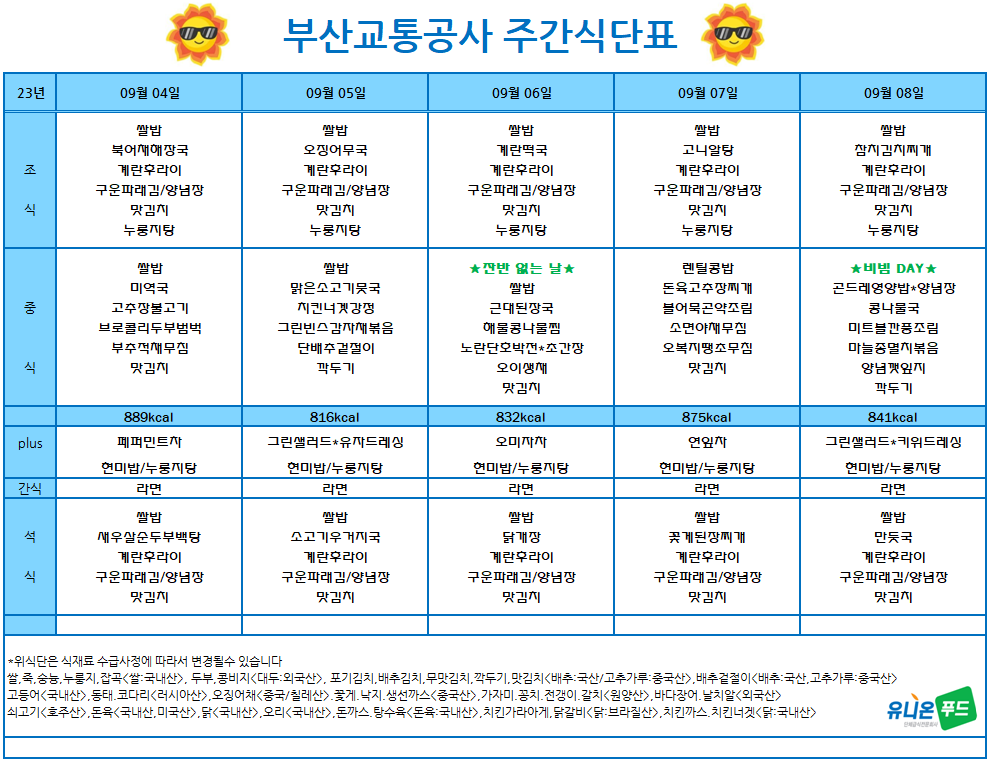 부산교통공사 주간식단표
23년 09월 04일 09월 05일 09월 06일 09월 07일 09월 08일
조식
쌀밥 쌀밥 쌀밥 쌀밥 쌀밥
북어채해장국 오징어무국 계란떡국 고니알탕 참치김치찌개
계란후라이 계란후라이 계란후라이 계란후라이 계란후라이
구운파래김/양념장 구운파래김/양념장 구운파래김/양념장 구운파래김/양념장 구운파래김/양념장
맛김치 맛김치 맛김치 맛김치 맛김치
누룽지탕 누룽지탕 누룽지탕 누룽지탕 누룽지탕
중식
쌀밥 쌀밥 ★잔반 없는 날★ 렌틸콩밥 ★비빔 DAY★
미역국 맑은소고기뭇국 쌀밥 돈육고추장찌개 곤드레영양밥*양념장
고추장불고기 치킨너겟강정 근대된장국 볼어묵곤약조림 콩나물국
브로콜리두부범벅 그린빈스감자채볶음 해물콩나물찜 소면야채무침 미트볼깐풍조림
부추적채무침 단배추겉절이 노란단호박전*초간장 오복지땡초무침 마늘종멸치볶음
맛김치 깍두기 오이생채 맛김치 양념깻잎지
맛김치 깍두기
889kcal 816kcal 832kcal 875kcal 841kcal
plus 페퍼민트차 그린샐러드*유자드레싱 오미자차 연잎차 그린샐러드*키위드레싱
현미밥/누룽지탕 현미밥/누룽지탕 현미밥/누룽지탕 현미밥/누룽지탕 현미밥/누룽지탕
간식 라면 라면 라면 라면 라면
석식
쌀밥 쌀밥 쌀밥 쌀밥 쌀밥
새우살순두부백탕 소고기우거지국 닭개장 꽃게된장찌개 만둣국
계란후라이 계란후라이 계란후라이 계란후라이 계란후라이
구운파래김/양념장 구운파래김/양념장 구운파래김/양념장 구운파래김/양념장 구운파래김/양념장
맛김치 맛김치 맛김치 맛김치 맛김치
*위식단은 식재료 수급사정에 따라서 변경될수 있습니다
쌀,죽,숭늉,누룽지,잡곡<쌀:국내산>, 두부,콩비지<대두:외국산>, 포기김치,배추김치,무맛김치,깍두기,맛김치<배추:국산/고추가루:중국산>,배추겉절이<배추:국산,고추가루:중국산>
고등어<국내산>,동태.코다리<러시아산>,오징어채<중국/칠레산>.꽃게.낙지.생선까스<중국산>,가자미.꽁치.전갱이.갈치<원양산>,바다장어.날치알<외국산>
쇠고기<호주산>,돈육<국내산,미국산>,닭<국내산>,오리<국내산>,돈까스.탕수육<돈육:국내산>,치킨가라아게,닭갈비<닭:브라질산>,치킨까스.치킨너겟<닭:국내산>
유니온푸드